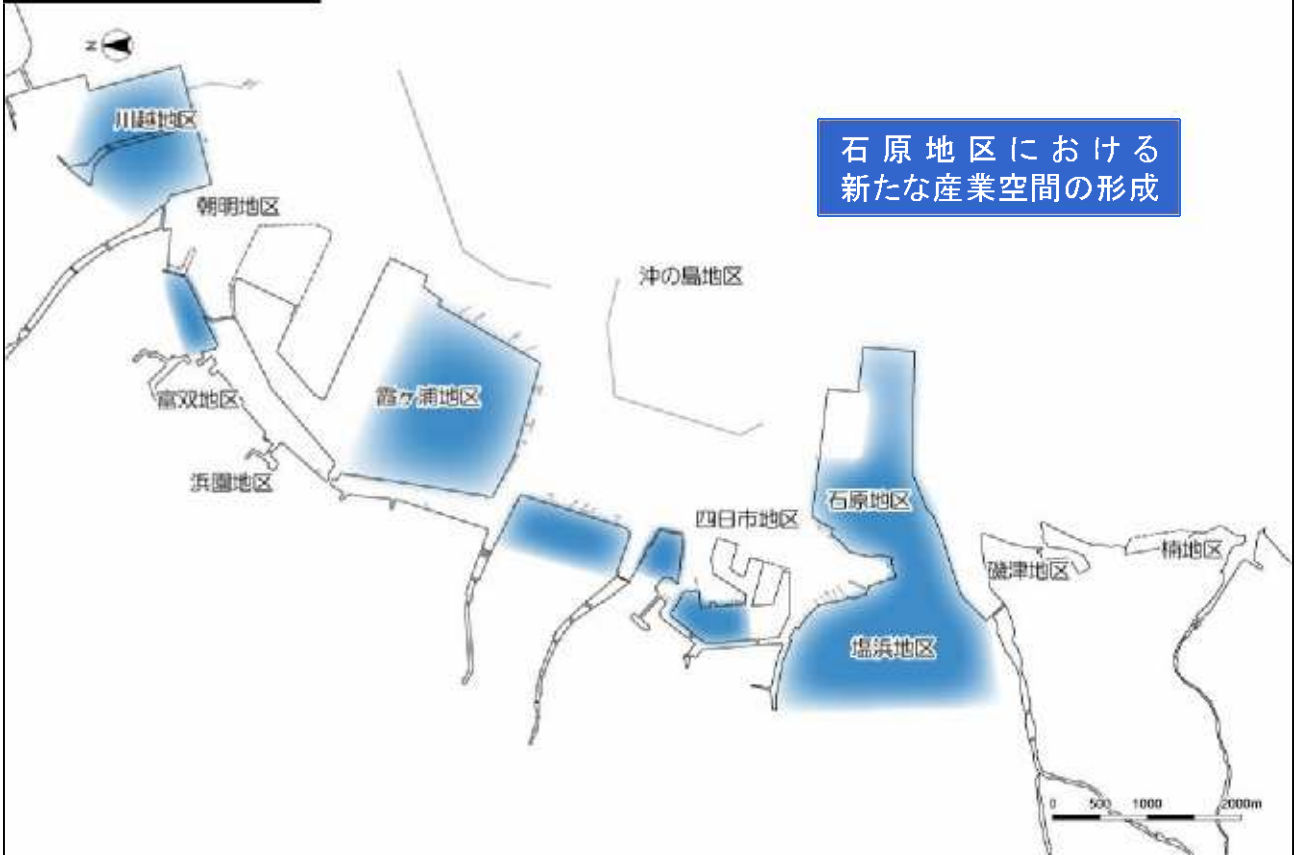 N
川越地区
石原地区における
新たな産業空間の形成
朝明地区
沖の島地区
富双地区
霞ヶ浦地区
浜園地区
石原地区
四日市地区
楠地区
磯津地区
塩浜地区
0 500 1000 2000m